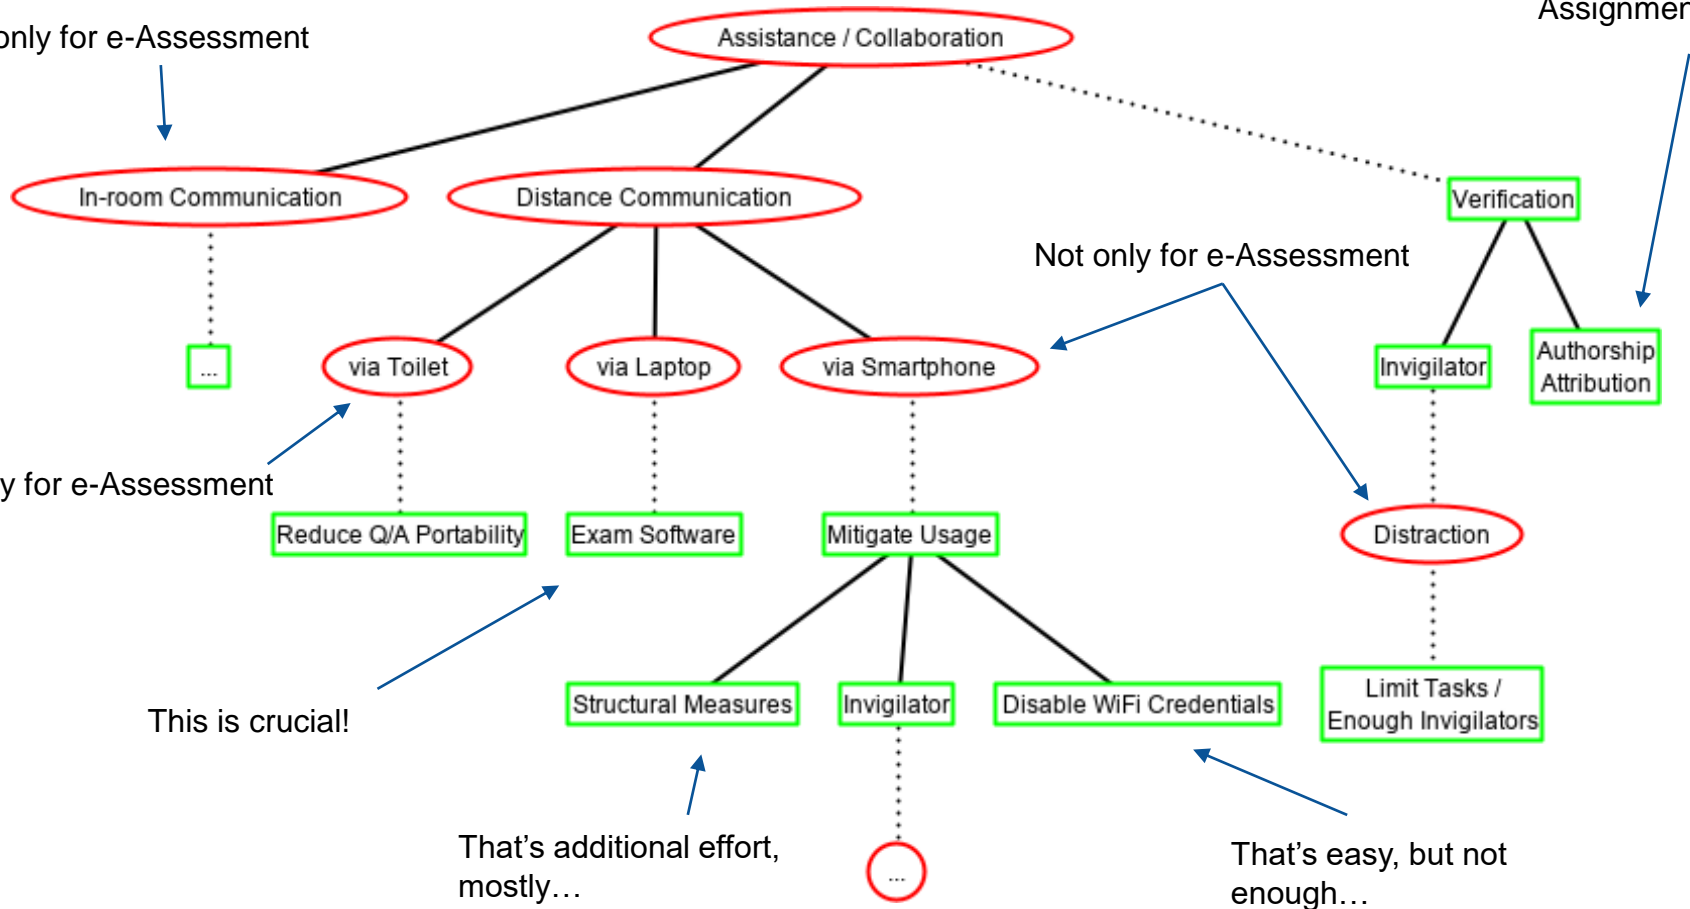 Assignmen
only for e-Assessment
Assistance / Collaboration
In-room Communication
Distance Communication
Verification
Not only for e-Assessment
...
via Toilet
via Laptop
via Smartphone
Invigilator
Authorship
Attribution
y for e-Assessment
Reduce Q/A Portability
Exam Software
Mitigate Usage
Distraction
This is crucial!
Structural Measures
Invigilator
Disable WiFi Credentials
Limit Tasks /
Enough Invigilators
That’s additional effort,
mostly…
...
That’s easy, but not
enough…